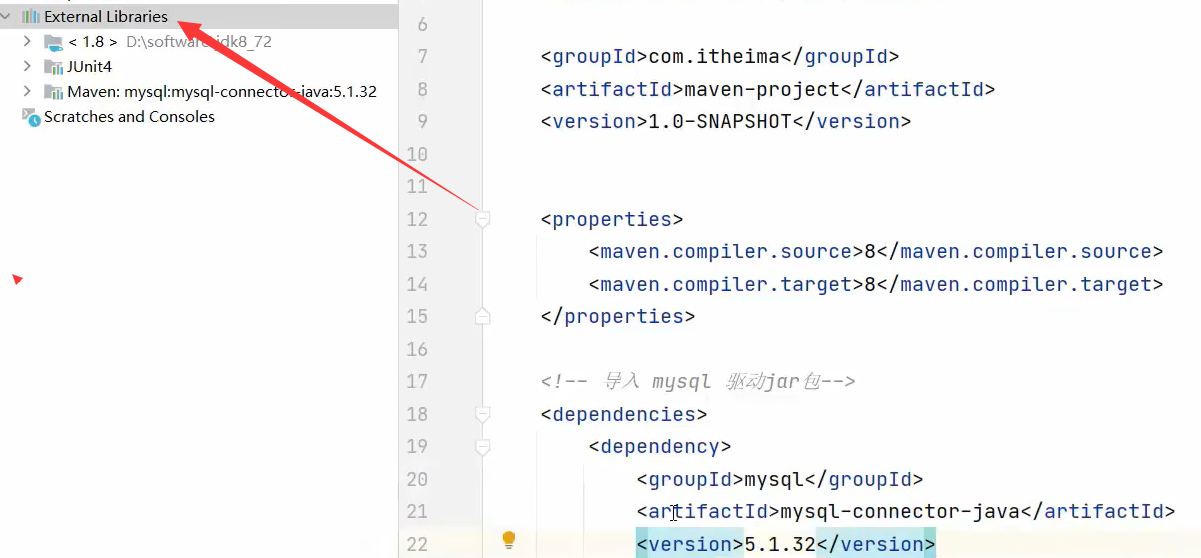 External Libraries
< 1.8 > D:\software\jdk8_72
JUnit4
Maven: mysql:mysql-connector-java:5.1.32
Scratches and Consoles
6
7 <groupId>com.itheima</groupId>
8 <artifactId>maven-project</artifactId>
9 <version>1.0-SNAPSHOT</version>
10
11
12 <properties>
13 <maven.compiler.source>8</maven.compiler.source>
14 <maven.compiler.target>8</maven.compiler.target>
15 </properties>
16
17 <!-- 导入 mysql 驱动jar包-->
18 <dependencies>
19 <dependency>
20 <groupId>mysql</groupId>
21 <artifactId>mysql-connector-java</artifactId>
22 <version>5.1.32</version>